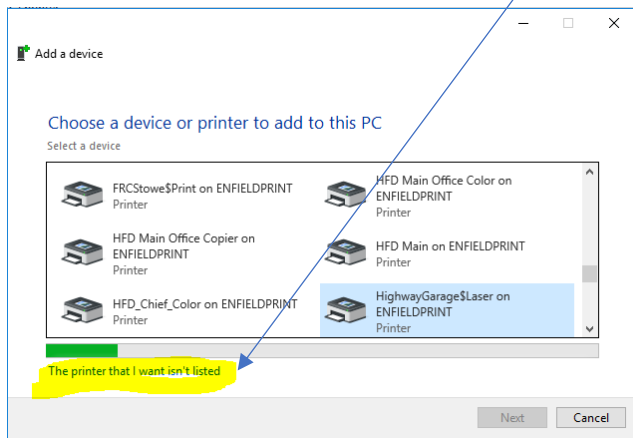 Add a device
Choose a device or printer to add to this PC
Select a device
FRCStowe$Print on ENFIELDPRINT
Printer
HFD Main Office Color on
ENFIELDPRINT
Printer
HFD Main Office Copier on
ENFIELDPRINT
Printer
HFD Main on ENFIELDPRINT
Printer
HFD_Chief_Color on ENFIELDPRINT
Printer
HighwayGarage$Laser on
ENFIELDPRINT
Printer
The printer that I want isn't listed
Next
Cancel